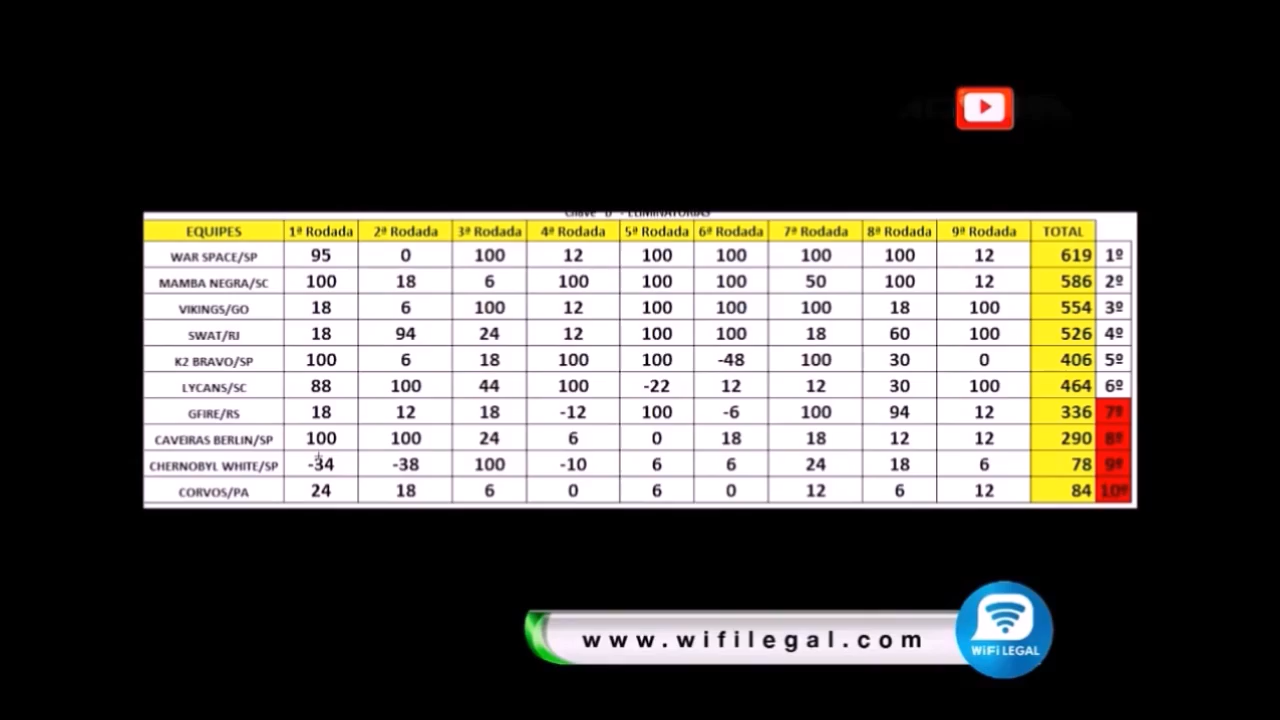 EQUIPES 1ª Rodada 2ª Rodada 3ª Rodada 4ª Rodada 5ª Rodada 6ª Rodada 7ª Rodada 8ª Rodada 9ª Rodada TOTAL
WAR SPACE/SP 95 0 100 12 100 100 100 100 12 619 1º
MAMBA NEGRA/SC 100 18 6 100 100 100 50 100 12 586 2º
VIKINGS/GO 18 6 100 12 100 100 100 18 100 554 3º
SWAT/RJ 18 94 24 12 100 100 18 60 100 526 4º
K2 BRAVO/SP 100 6 18 100 100 -48 100 30 0 406 5º
LYCANS/SC 88 100 44 100 -22 12 12 30 100 464 6º
GFIRE/RS 18 12 18 -12 100 -6 100 94 12 336 7º
CAVEIRAS BERLIN/SP 100 100 24 6 0 18 18 12 12 290 8º
CHERNOBYL WHITE/SP -34 -38 100 -10 6 6 24 18 6 78 9º
CORVOS/PA 24 18 6 0 6 0 12 6 12 84 10º
www.wifilegal.com
WiFi LEGAL